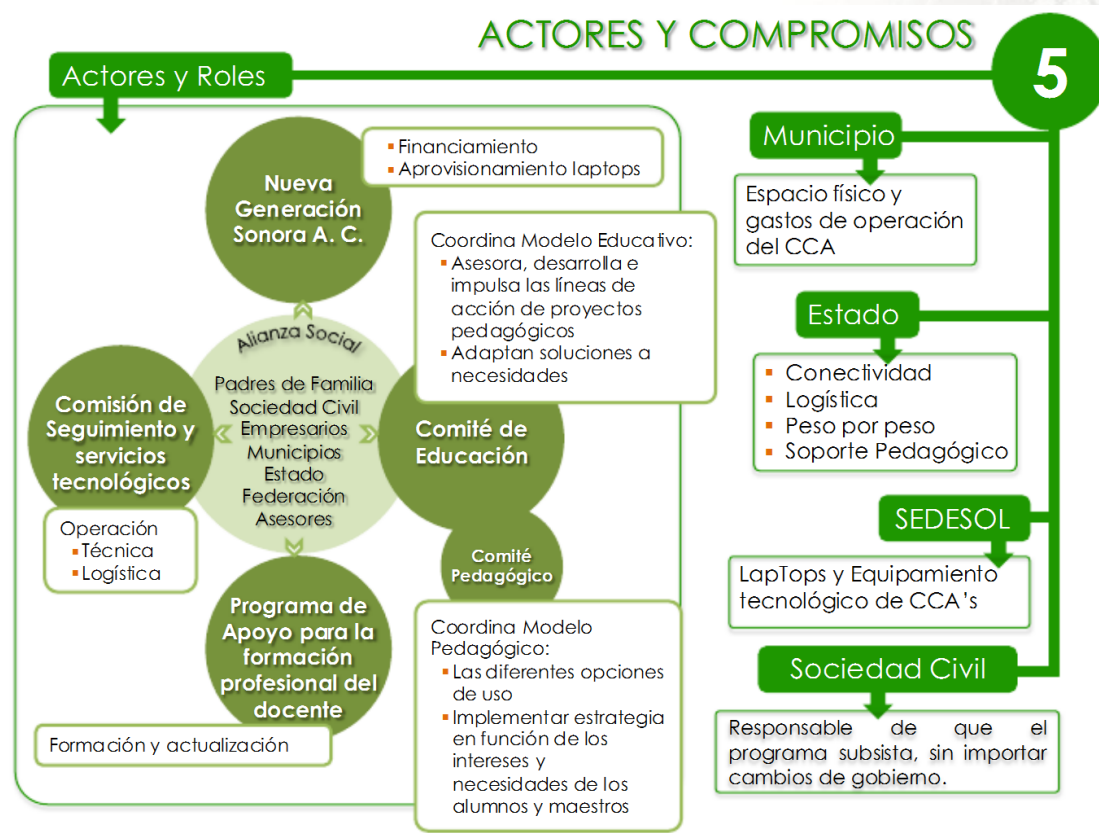 ACTORES Y COMPROMISOS
5
Actores y Roles
Nueva
Generación
Sonora A. C.
▪ Financiamiento
▪ Aprovisionamiento laptops
Coordina Modelo Educativo:
▪ Asesora, desarrolla e
impulsa las líneas de
acción de proyectos
pedagógicos
▪ Adaptan soluciones a
necesidades
Alianza Social
Padres de Familia
Sociedad Civil
Empresarios
Municipios
Estado
Federación
Asesores
Comisión de
Seguimiento y
servicios
tecnológicos
Operación
▪ Técnica
▪ Logística
Comité de
Educación
Comité
Pedagógico
Programa de
Apoyo para la
formación
profesional del
docente
Formación y actualización
Coordina Modelo
Pedagógico:
▪ Las diferentes opciones
de uso
▪ Implementar estrategia
en función de los
intereses y
necesidades de los
alumnos y maestros
Municipio
Espacio físico y
gastos de operación
del CCA
Estado
▪ Conectividad
▪ Logística
▪ Peso por peso
▪ Soporte Pedagógico
SEDESOL
LapTops y Equipamiento
tecnológico de CCA's
Sociedad Civil
Responsable de que el
programa subsista, sin importar
cambios de gobierno.